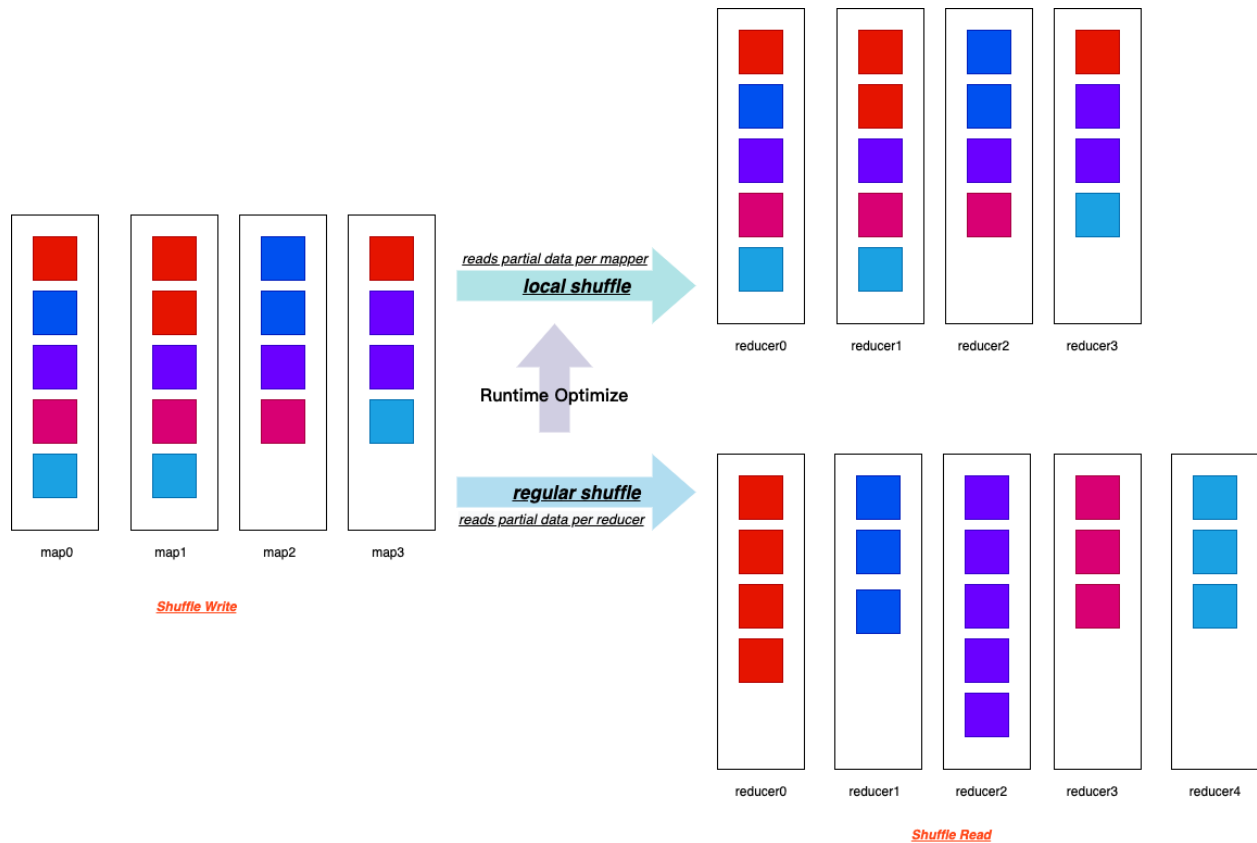 reducer0
reducer1
reducer2
reducer3
reads partial data per mapper
local shuffle
Runtime Optimize
regular shuffle
reads partial data per reducer
map0
map1
map2
map3
Shuffle Write
reducer0
reducer1
reducer2
reducer3
reducer4
Shuffle Read